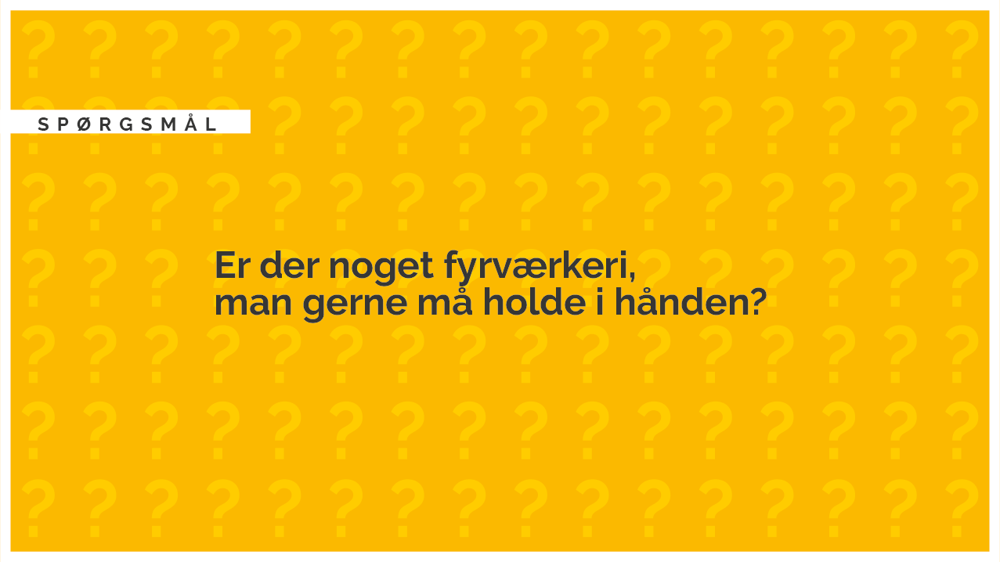 SPØRGSMÅL
Er der noget fyrværkeri,
man gerne må holde i hånden?